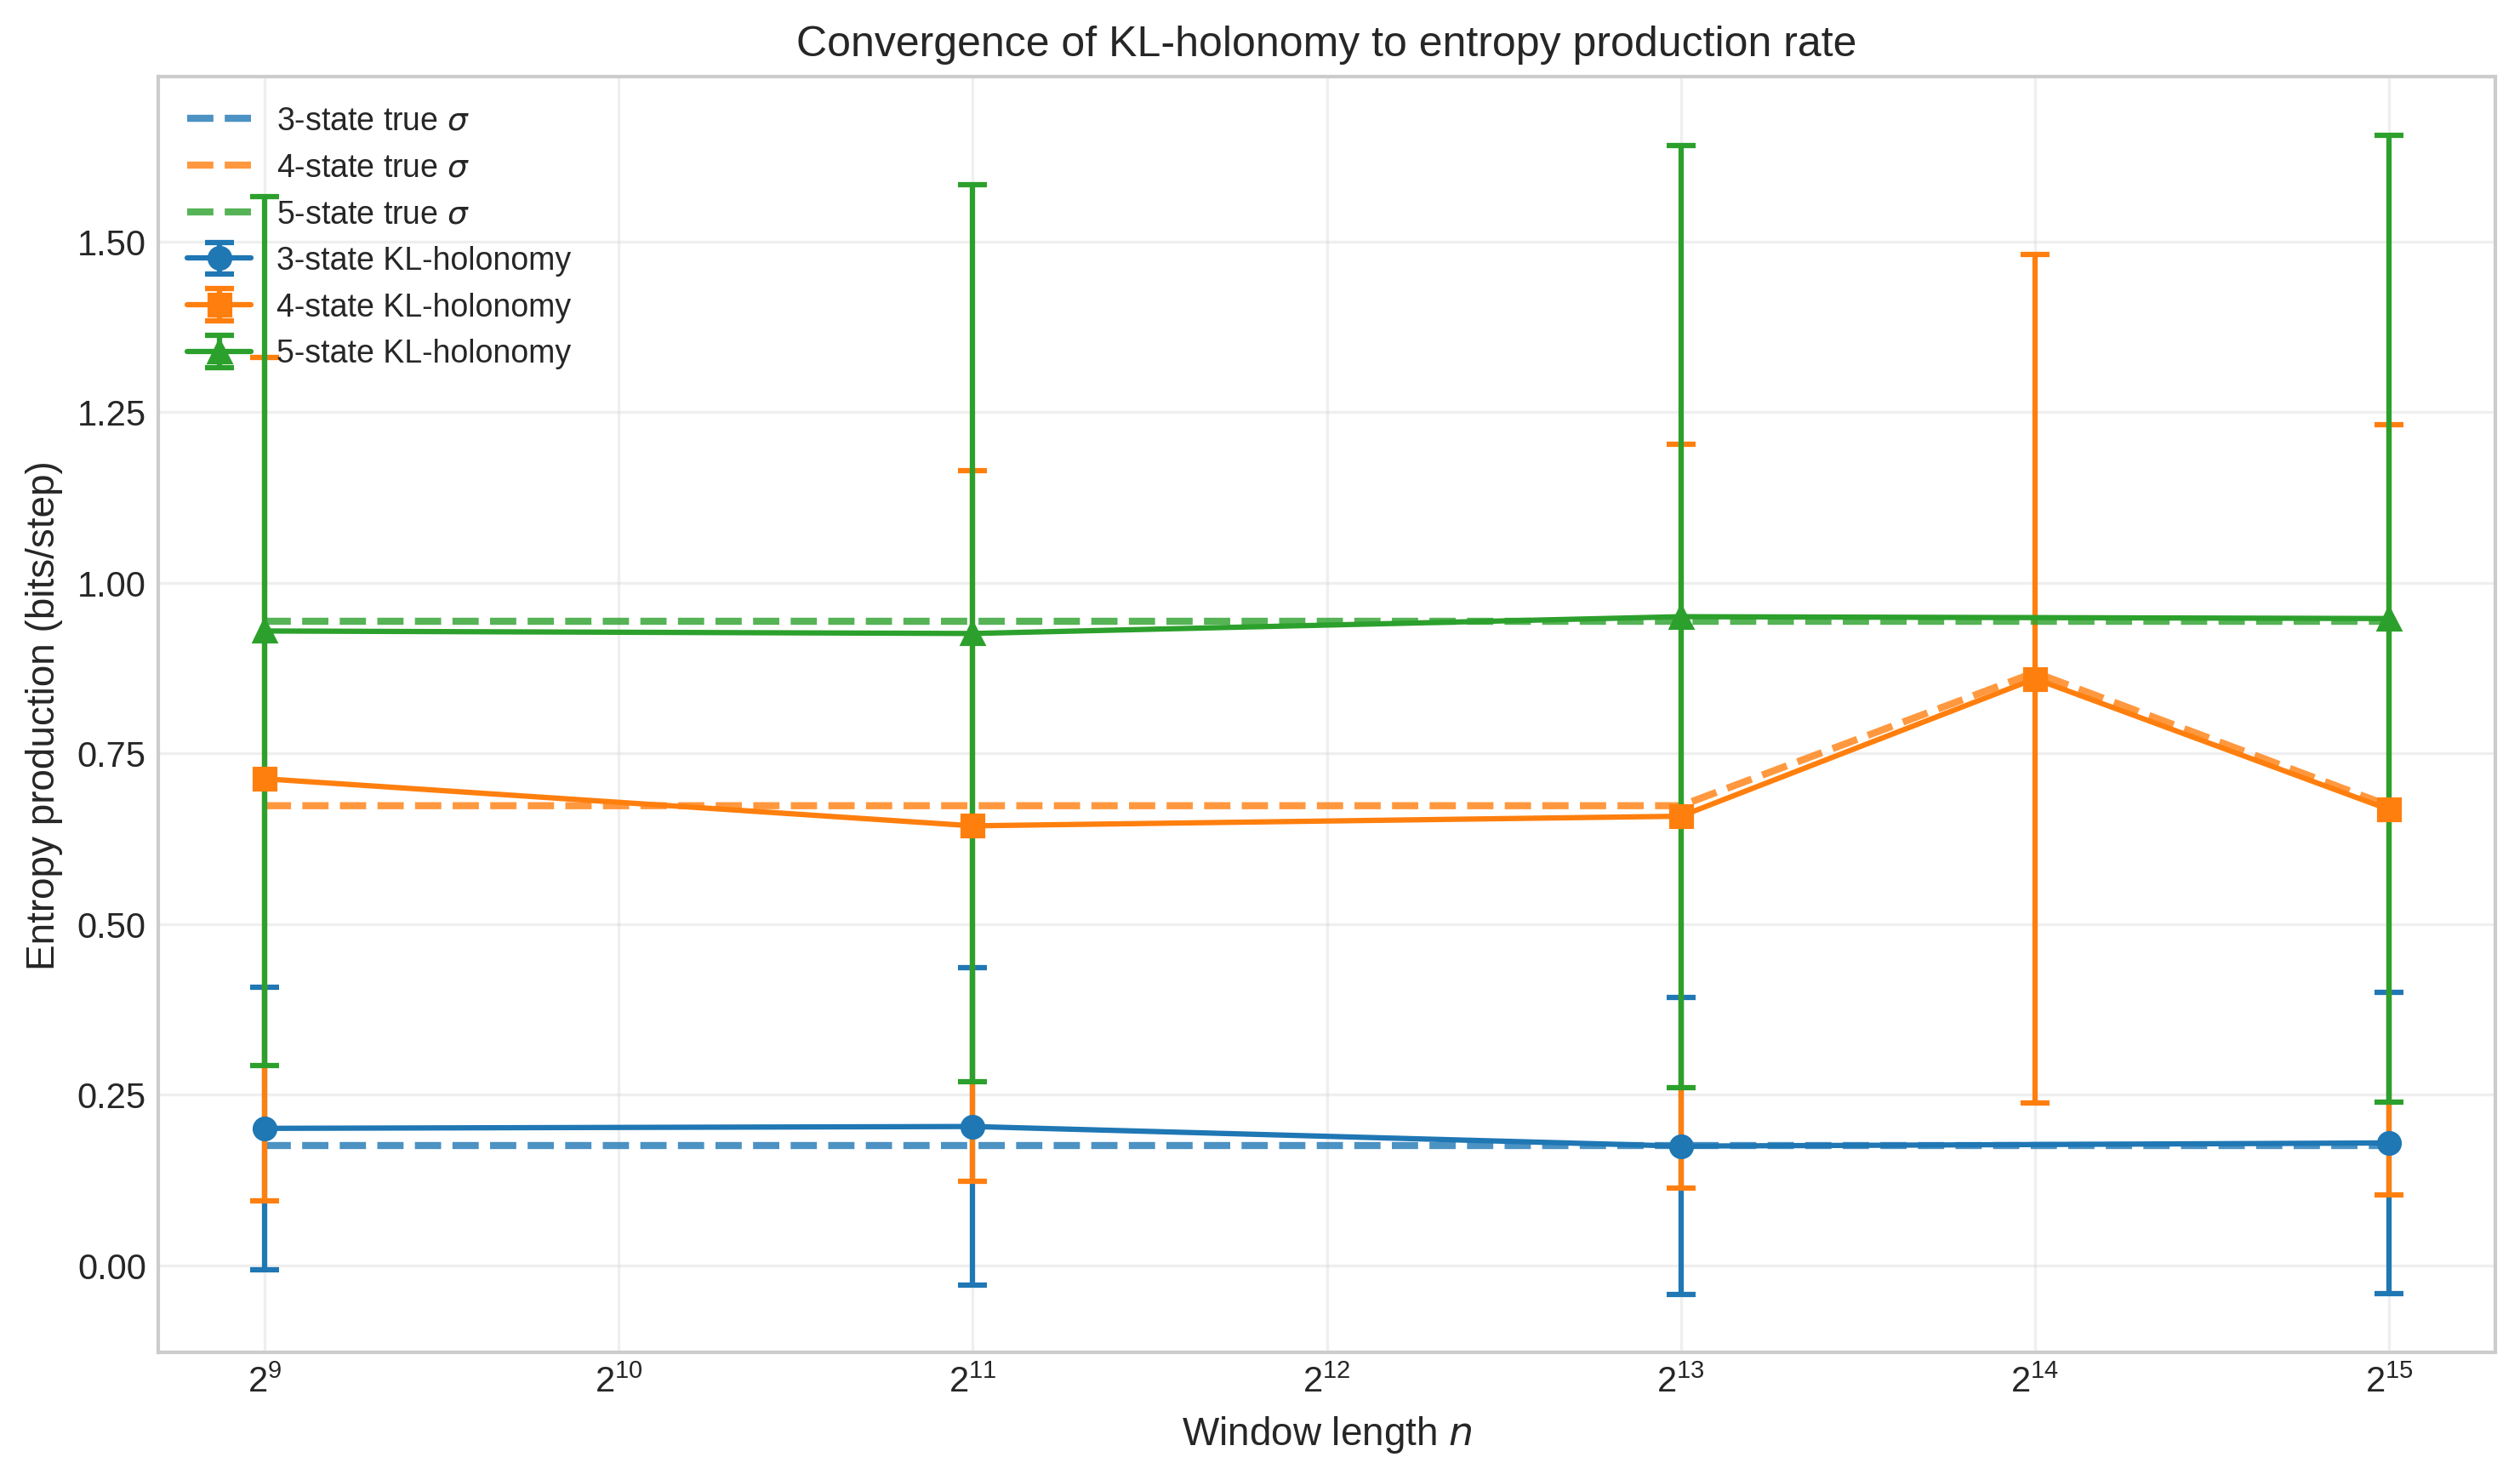 Convergence of KL-holonomy to entropy production rate
3-state true σ
4-state true σ
5-state true σ
3-state KL-holonomy
4-state KL-holonomy
5-state KL-holonomy
Entropy production (bits/step)
1.50
1.25
1.00
0.75
0.50
0.25
0.00
2⁹ 2¹⁰ 2¹¹ 2¹² 2¹³ 2¹⁴ 2¹⁵
Window length n